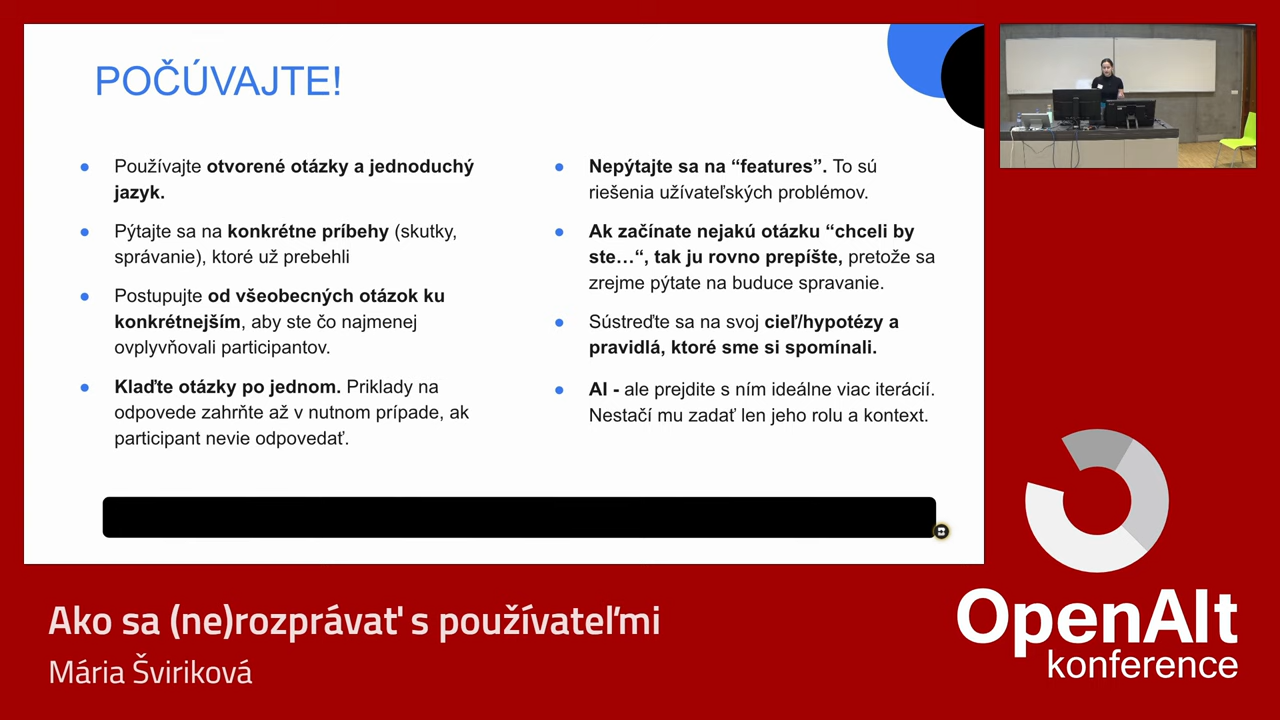 POČÚVAJTE!
Používajte otvorené otázky a jednoduchý
jazyk.
Pýtajte sa na konkrétne príbehy (skutky,
správanie), ktoré už prebehli
Postupujte od všeobecných otázok ku
konkrétnejším, aby ste čo najmenej
ovplyvňovali participantov.
Klaďte otázky po jednom. Priklady na
odpovede zahrňte až v nutnom prípade, ak
participant nevie odpovedať.
Nepýtajte sa na “features”. To sú
riešenia užívateľských problémov.
Ak začínate nejakú otázku “chceli by
ste…“, tak ju rovno prepíšte, pretože sa
zrejme pýtate na buduce spravanie.
Sústreďte sa na svoj cieľ/hypotézy a
pravidlá, ktoré sme si spomínali.
AI - ale prejdite s ním ideálne viac iterácií.
Nestačí mu zadať len jeho rolu a kontext.
Ako sa (ne)rozprávať s používateľmi
Mária Šviriková
OpenAlt
konference